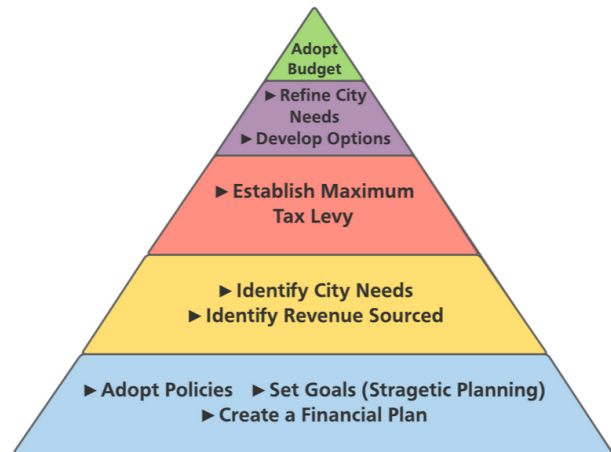 Adopt
Budget
►Refine City
Needs
►Develop Options
►Establish Maximum
Tax Levy
►Identify City Needs
►Identify Revenue Sourced
►Adopt Policies ►Set Goals (Stragetic Planning)
►Create a Financial Plan